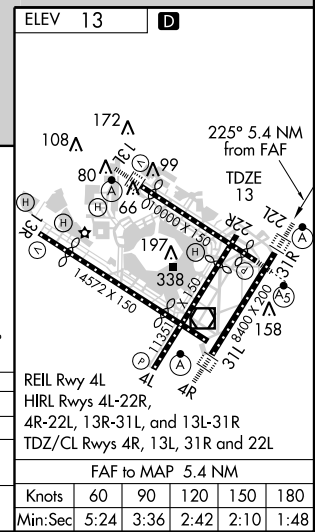 ELEV 13 D
172
108
225° 5.4 NM
from FAF
TDZE
13
13L
99
80
A
V
66
10000 X 150
22R
22L
H
H
H
13R
V
197
338
P
31R
A
A5
14572 X 150
11351 X 150
8400 X 200
158
31L
P
4L
A
4R
REIL Rwy 4L
HIRL Rwys 4L-22R,
4R-22L, 13R-31L, and 13L-31R
TDZ/CL Rwys 4R, 13L, 31R and 22L
FAF to MAP 5.4 NM
Knots 60 90 120 150 180
Min:Sec 5:24 3:36 2:42 2:10 1:48